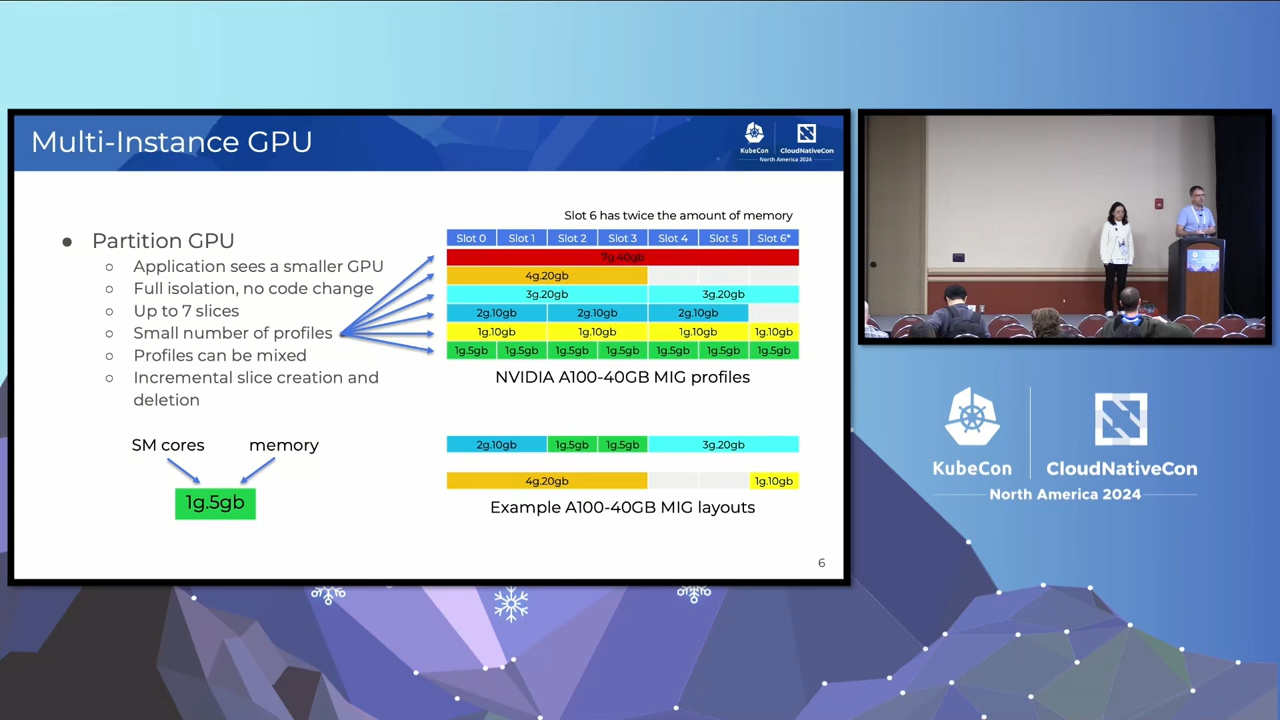 Multi-Instance GPU
KubeCon
CloudNativeCon
North America 2024
Partition GPU
Application sees a smaller GPU
Full isolation, no code change
Up to 7 slices
Small number of profiles
Profiles can be mixed
Incremental slice creation and
deletion
SM cores memory
1g.5gb
Slot 6 has twice the amount of memory
Slot 0 Slot 1 Slot 2 Slot 3 Slot 4 Slot 5 Slot 6*
7g.40gb
4g.20gb
3g.20gb 3g.20gb
2g.10gb 2g.10gb 2g.10gb
1g.10gb 1g.10gb 1g.10gb 1g.10gb
1g.5gb 1g.5gb 1g.5gb 1g.5gb 1g.5gb 1g.5gb 1g.5gb
NVIDIA A100-40GB MIG profiles
2g.10gb 1g.5gb 1g.5gb 3g.20gb
4g.20gb 1g.10gb
Example A100-40GB MIG layouts
6
KubeCon CloudNativeCon
North America 2024